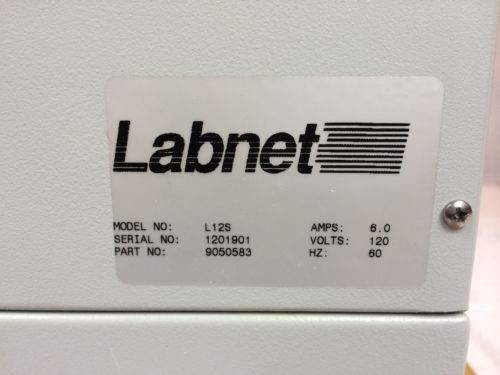 Labnet
MODEL NO: L12S AMPS: 6.0
SERIAL NO: 1201901 VOLTS: 120
PART NO: 9050583 HZ: 60